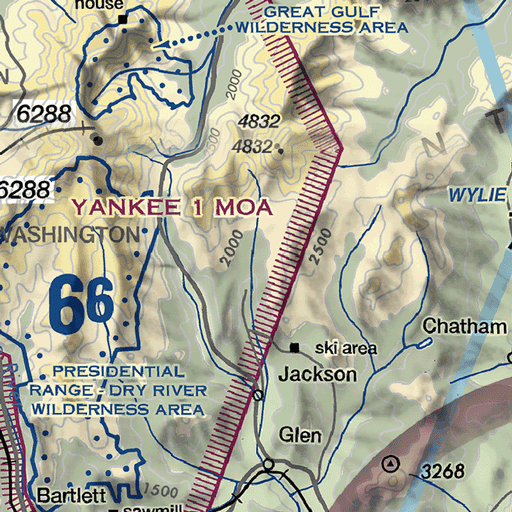 house
GREAT GULF
WILDERNESS AREA
2000
6288
4832
4832
N
N
T
6288
WYLIE
YANKEE 1 MOA
WASHINGTON
2000
2500
66
Chatham
ski area
PRESIDENTIAL
RANGE - DRY RIVER
WILDERNESS AREA
Jackson
Glen
3268
Bartlett
1500
sawmill